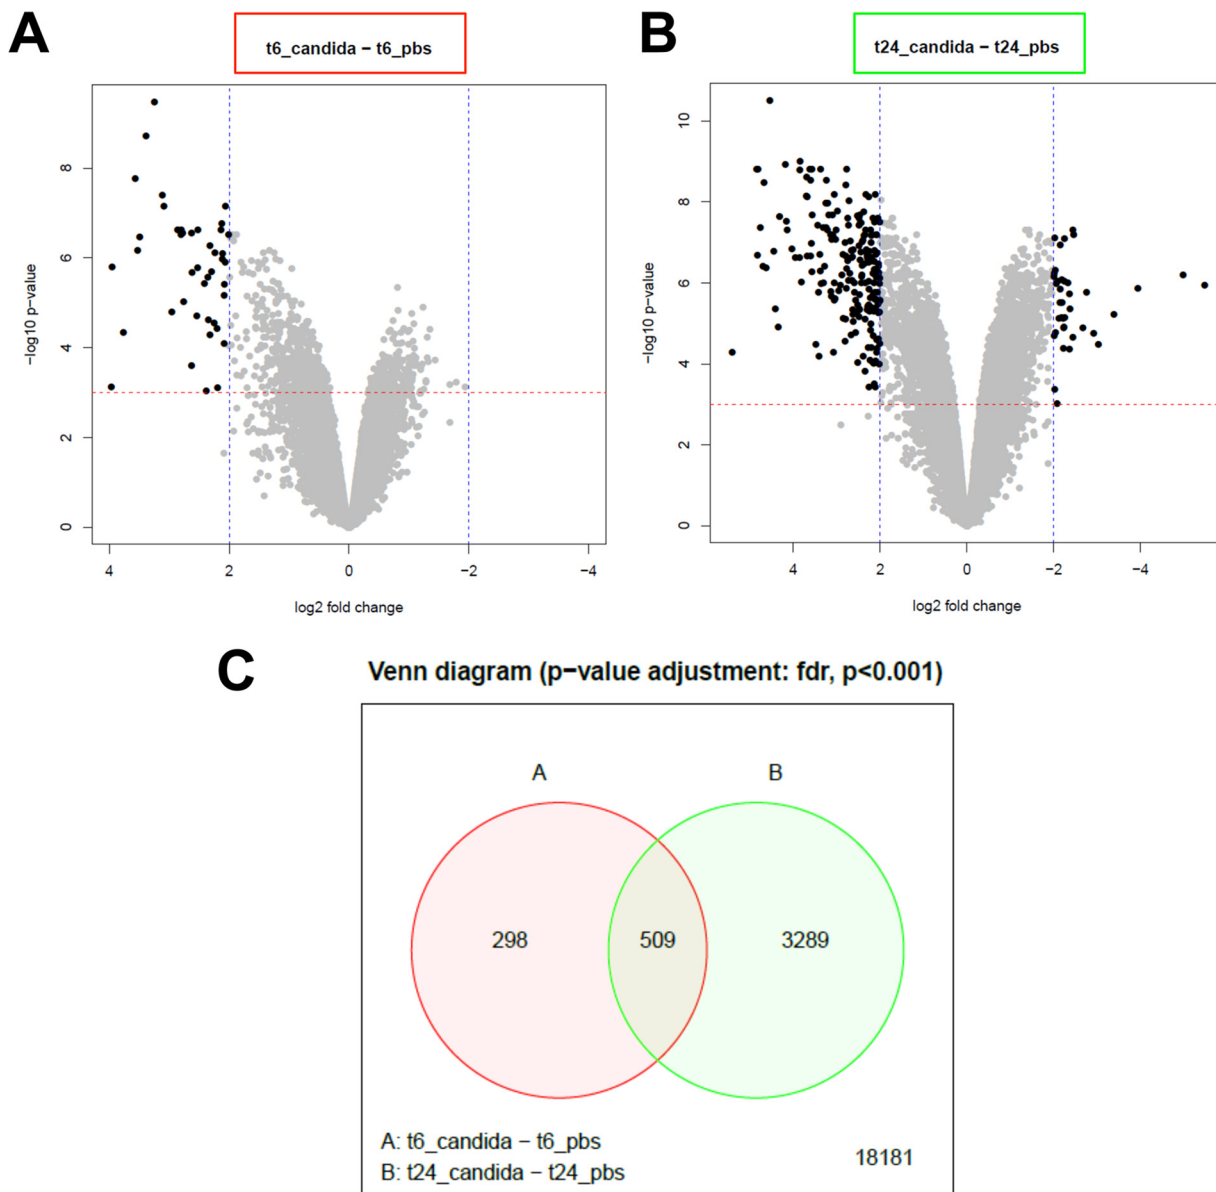 A
t6_candida − t6_pbs
−log10 p-value
8
6
4
2
0
4 2 0 −2 −4
log2 fold change
B
t24_candida − t24_pbs
−log10 p-value
10
8
6
4
2
0
4 2 0 −2 −4
log2 fold change
C
Venn diagram (p−value adjustment: fdr, p<0.001)
A B
298 509 3289
A: t6_candida − t6_pbs
B: t24_candida − t24_pbs
18181